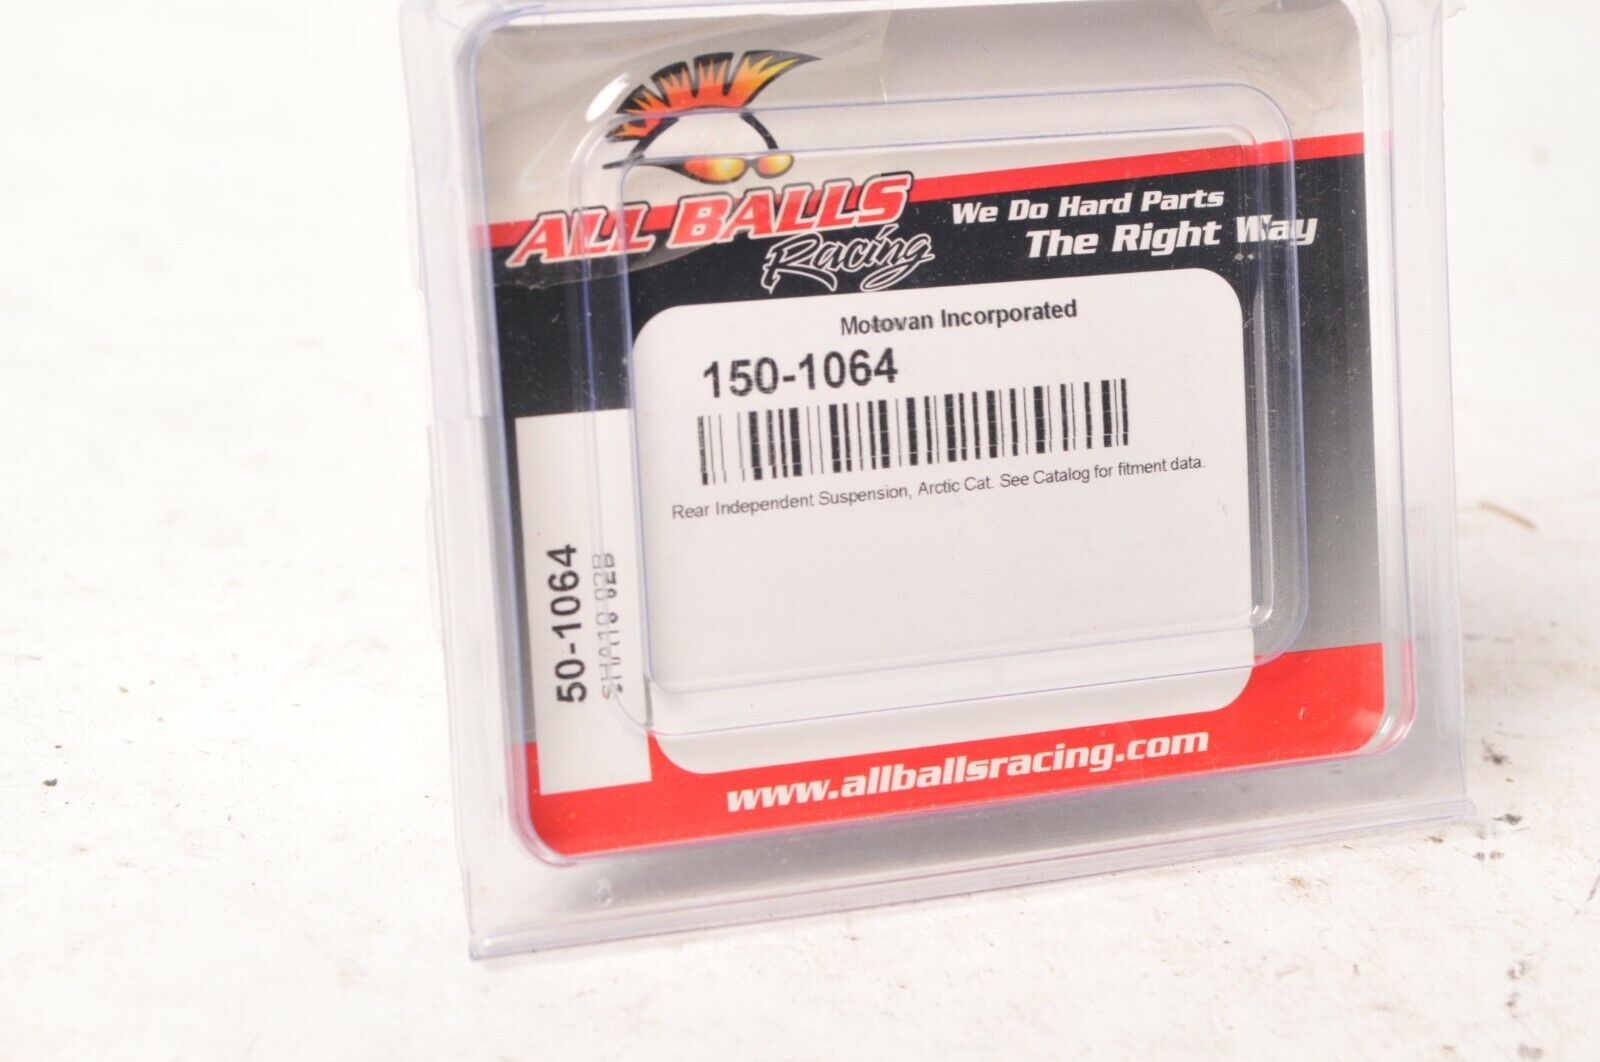 ALL BALLS
Racing
We Do Hard Parts
The Right Way
Motovan Incorporated
150-1064
Rear Independent Suspension, Arctic Cat. See Catalog for fitment data.
50-1064
www.allballsracing.com